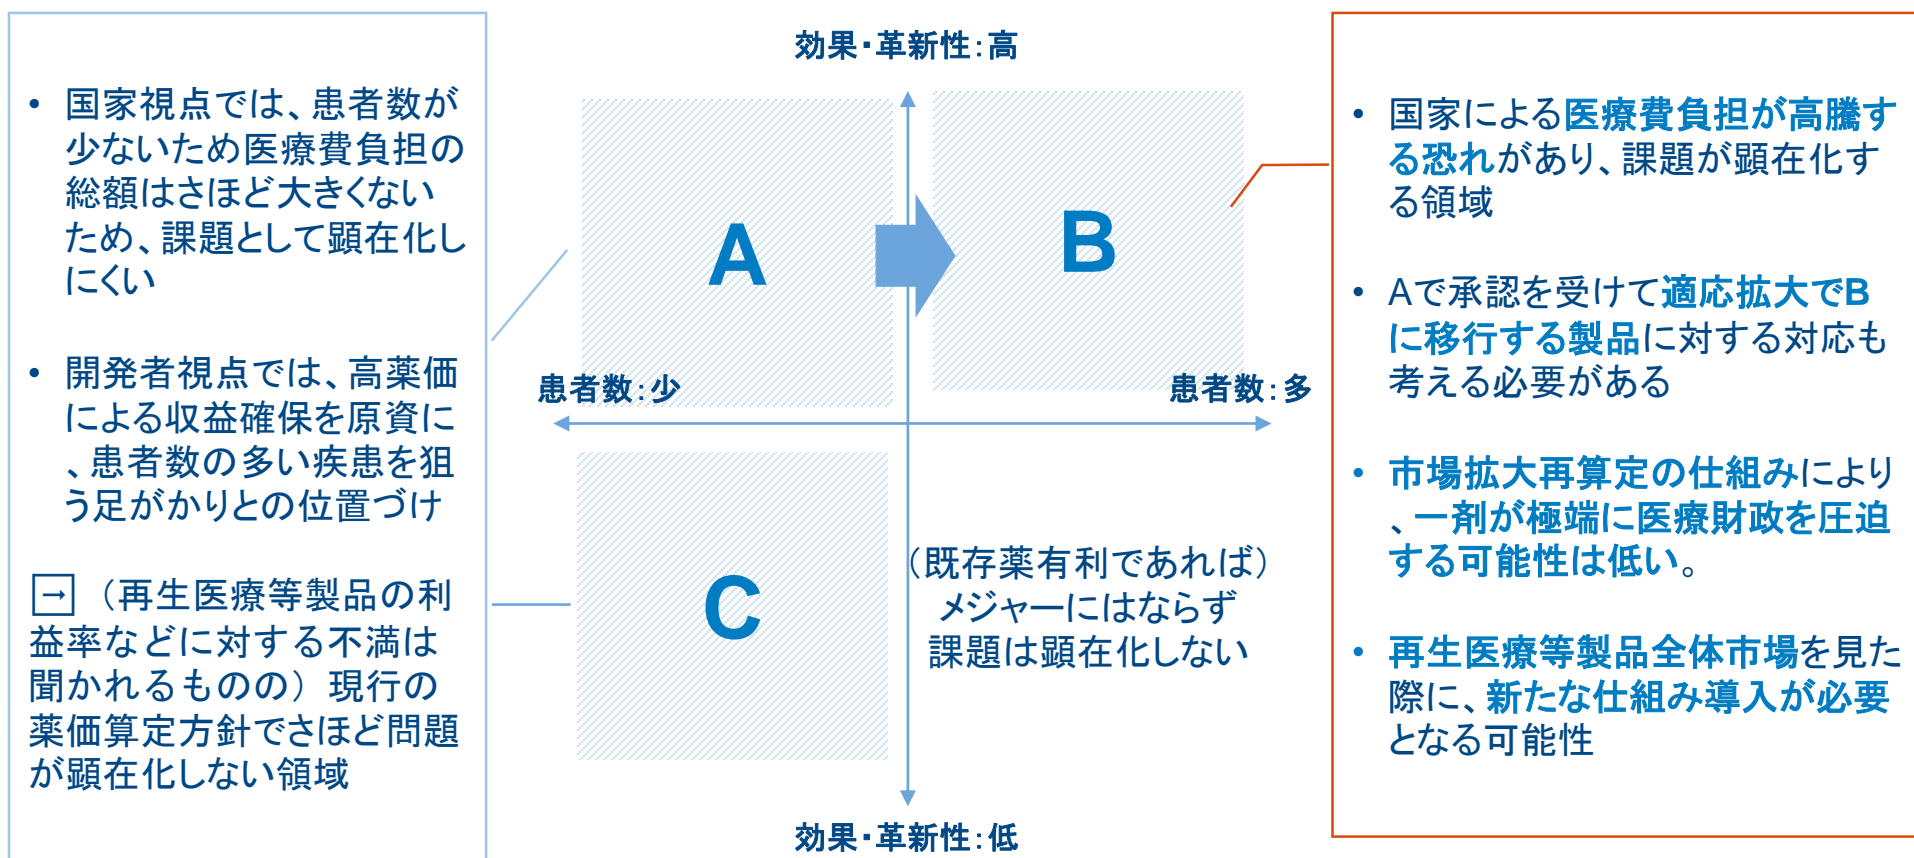 • 国家視点では、患者数が
少ないため医療費負担の
総額はさほど大きくない
ため、課題として顕在化し
にくい
• 開発者視点では、高薬価
による収益確保を原資に
、患者数の多い疾患を狙
う足がかりとの位置づけ
→ （再生医療等製品の利
益率などに対する不満は
聞かれるものの）現行の
薬価算定方針でさほど問題
が顕在化しない領域
効果・革新性：高
A
B
患者数：少
患者数：多
C
（既存薬有利であれば）
メジャーにはならず
課題は顕在化しない
効果・革新性：低
• 国家による医療費負担が高騰す
る恐れがあり、課題が顕在化す
る領域
• Aで承認を受けて適応拡大でB
に移行する製品に対する対応も
考える必要がある
• 市場拡大再算定の仕組みにより
、一剤が極端に医療財政を圧迫
する可能性は低い。
• 再生医療等製品全体市場を見た
際に、新たな仕組み導入が必要
となる可能性